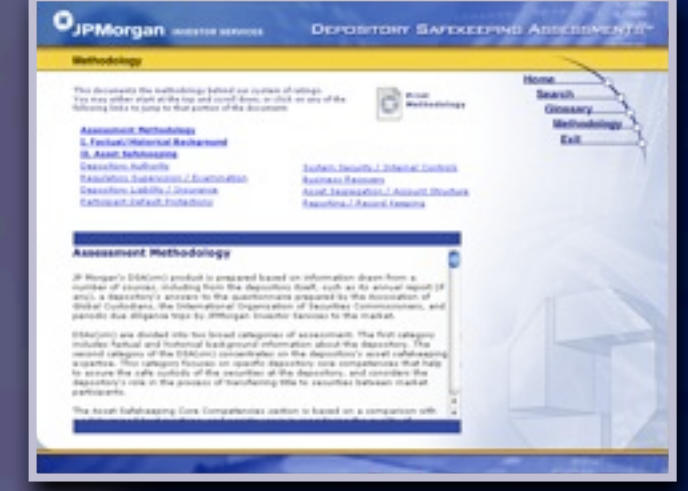 JPMorgan INVESTOR SERVICES
DEPOSITORY SAFEKEEPING ASSESSMENTS
Methodology
This documents the methodology behind our system of ratings.
You may either start at the top and scroll down, or click on any of the
following links to jump to that portion of the document:
Print
Methodology
Home
Search
Glossary
Methodology
Exit
Assessment Methodology
I. Factual/Historical Background
II. Asset Safekeeping
Depository Authority
Regulatory Supervision / Examination
Depository Liability / Insurance
Participant Default Protections
System Security / Internal Controls
Business Recovery
Asset Segregation / Account Structure
Reporting / Record Keeping
Assessment Methodology
JP Morgan's DSA(sm) product is prepared based on information drawn from a
number of sources, including from the depository itself, such as its annual report (if
any), a depository's answers to the questionnaire prepared by the Association of
Global Custodians, the International Organization of Securities Commissioners, and
periodic due diligence trips by JPMorgan Investor Services to the market.
DSAs(sm) are divided into two broad categories of assessment. The first category
includes factual and historical background information about the depository. The
second category of the DSA(sm) concentrates on the depository's asset safekeeping
expertise. This category focuses on specific depository core competencies that help
to assure the safe custody of the securities at the depository, and considers the
depository's role in the process of transferring title to securities between market
participants.
The Asset Safekeeping Core Competencies section is based on a comparison with